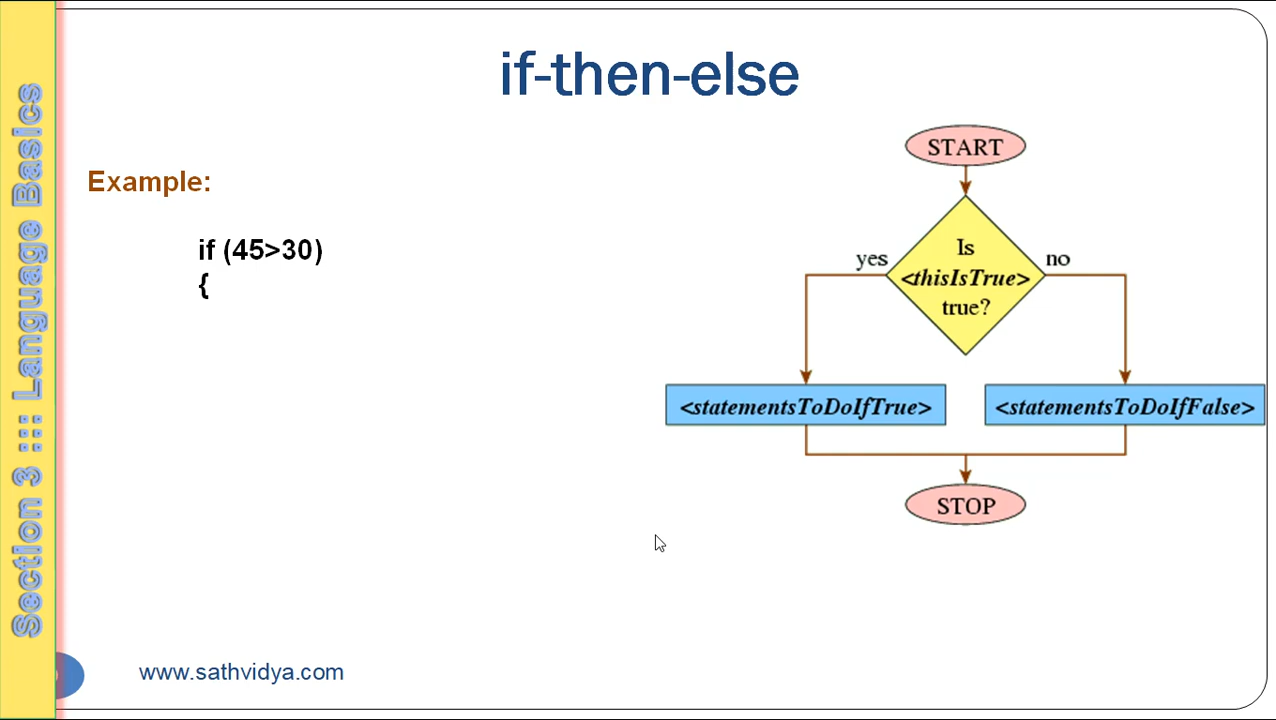 if-then-else
Section 3 ::: Language Basics
Example:
if (45>30)
{
START
Is
<thisIsTrue>
true?
yes
no
<statementsToDoIfTrue>
<statementsToDoIfFalse>
STOP
www.sathvidya.com